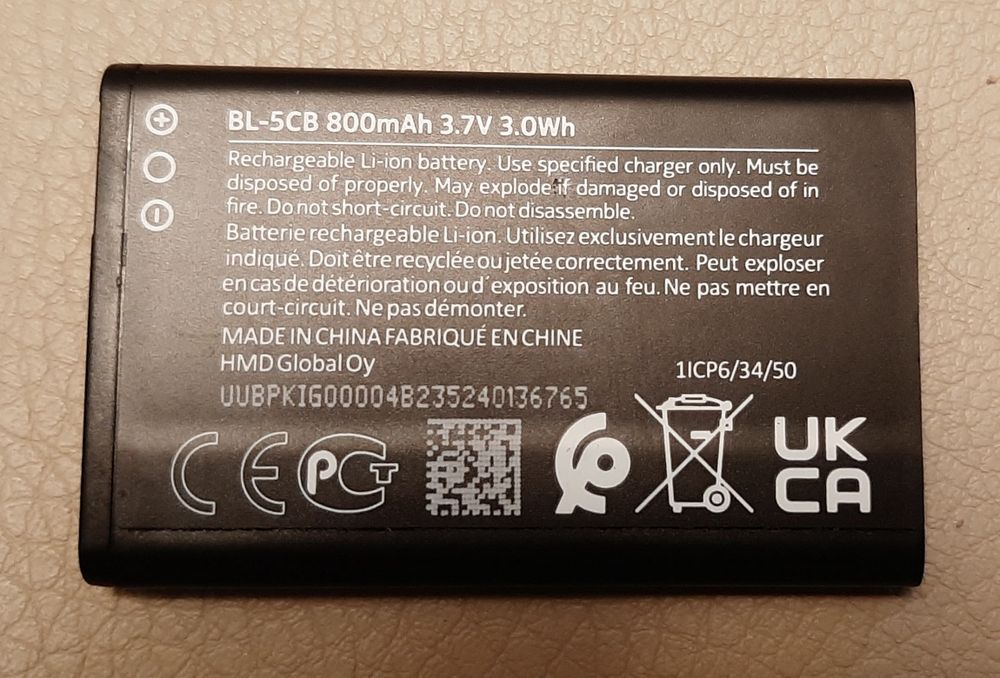 BL-5CB 800mAh 3.7V 3.0Wh
Rechargeable Li-ion battery. Use specified charger only. Must be
disposed of properly. May explode if damaged or disposed of in
fire. Do not short-circuit. Do not disassemble.
Batterie rechargeable Li-ion. Utilisez exclusivement le chargeur
indiqué. Doit être recyclée ou jetée correctement. Peut exploser
en cas de détérioration ou d´exposition au feu. Ne pas mettre en
court-circuit. Ne pas démonter.
MADE IN CHINA FABRIQUÉ EN CHINE
HMD Global Oy
1ICP6/34/50
UUBPKIG00004B235240136765
CE PCT
UK
CA